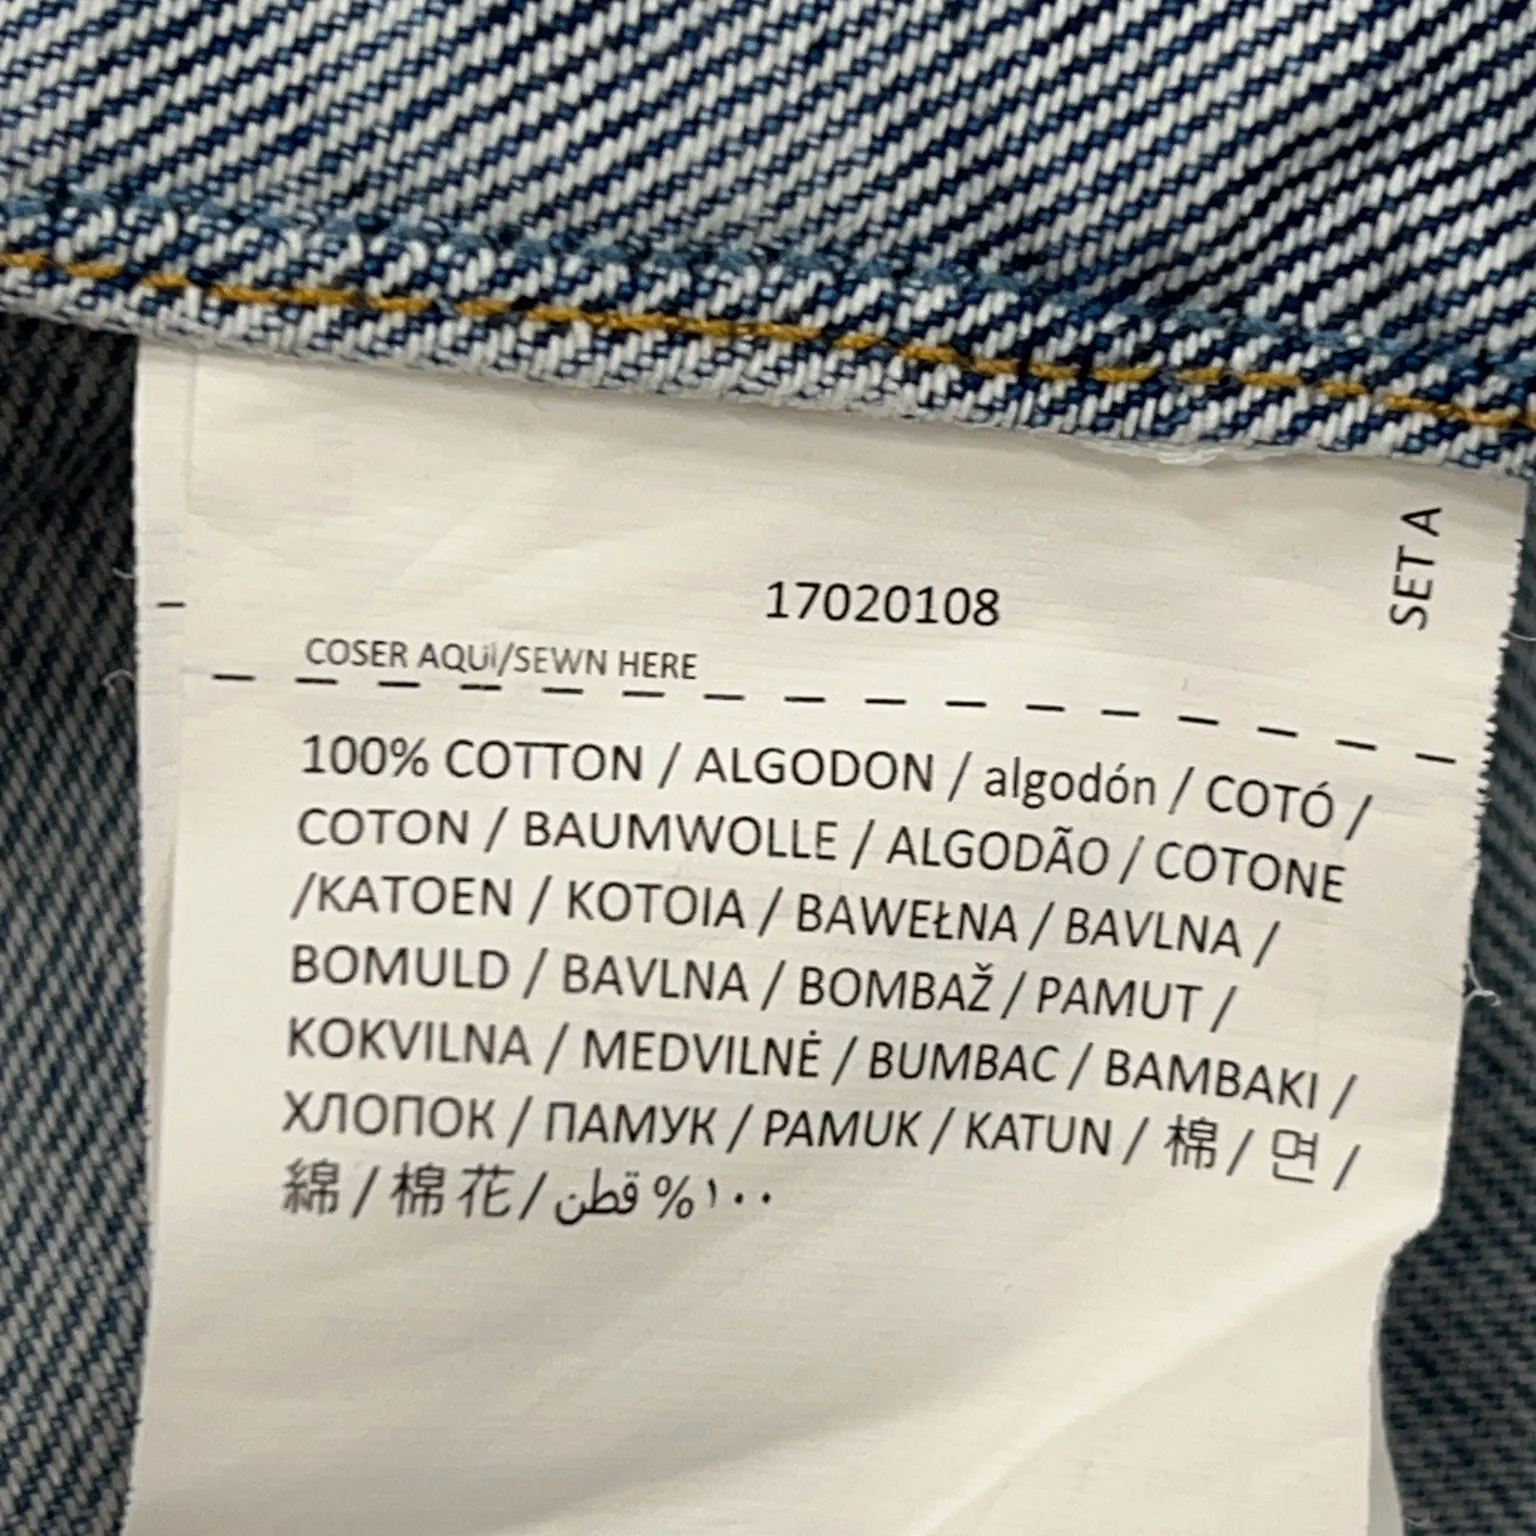 SET A
17020108
COSER AQUÍ/SEWN HERE
100% COTTON / ALGODON / algodón / COTÓ /
COTON / BAUMWOLLE / ALGODÃO / COTONE
/KATOEN / KOTOIA / BAWEŁNA / BAVLNA /
BOMULD / BAVLNA / BOMBAŽ / PAMUT /
KOKVILNA / MEDVILNĖ / BUMBAC / BAMBAKI /
ХЛОПОК / ПАМУК / PAMUK / KATUN / 棉 / 면 /
綿 / 棉花 / ١٠٠% قطن